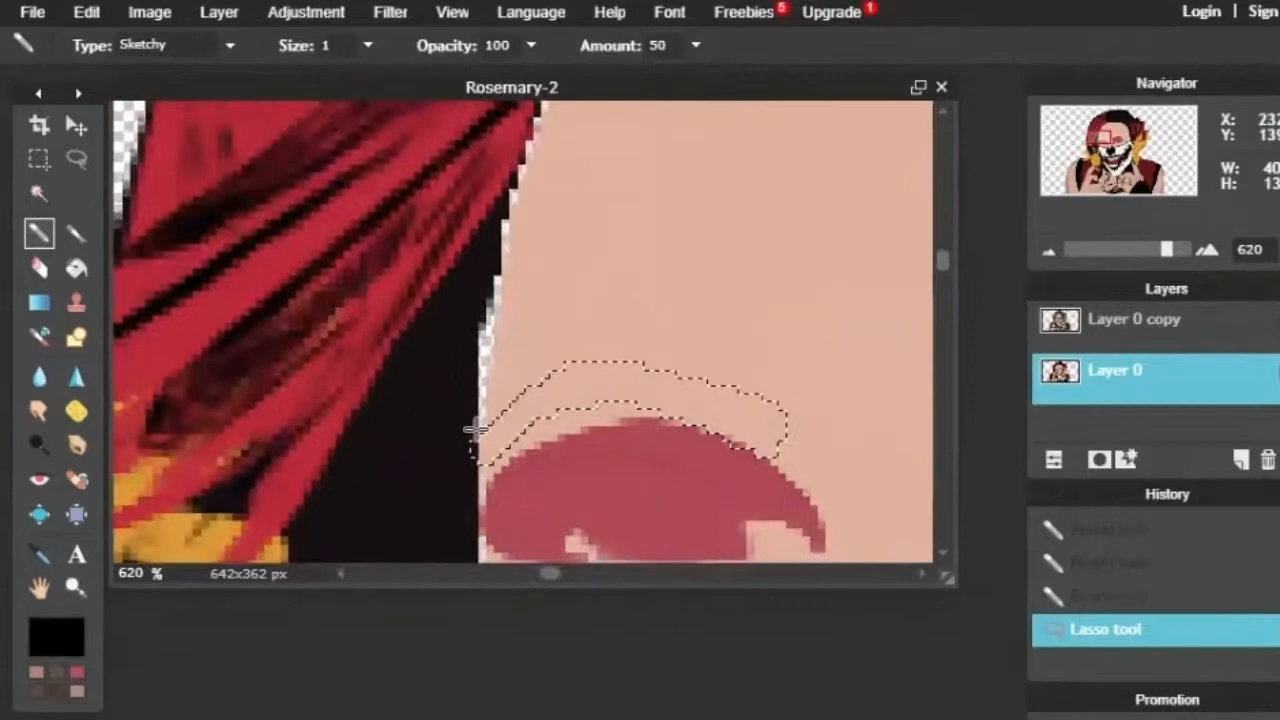 File Edit Image Layer Adjustment Filter View Language Help Font Freebies 5 Upgrade 1 Login Sign
Type: Sketchy Size: 1 Opacity: 100 Amount: 50
Rosemary-2
Navigator
X: 232
Y: 13
W: 40
H: 13
620
Layers
Layer 0 copy
Layer 0
History
Lasso tool
A
620 % 642x362 px
Promotion